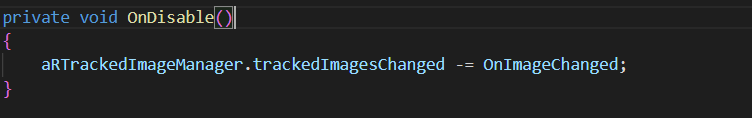 private void OnDisable()
{
    aRTrackedImageManager.trackedImagesChanged -= OnImageChanged;
}